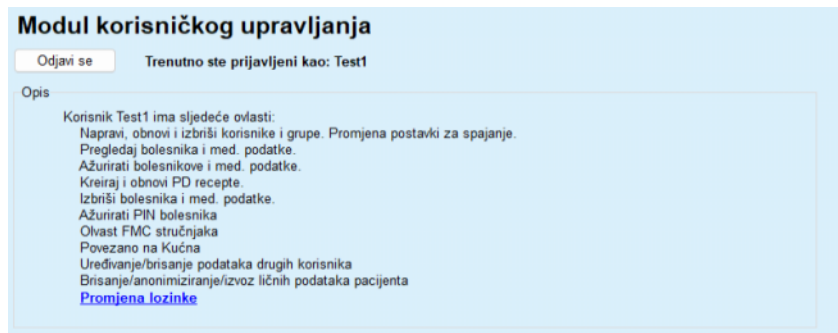 Modul korisničkog upravljanja
Odjavi se
Trenutno ste prijavljeni kao: Test1
Opis
Korisnik Test1 ima sljedeće ovlasti:
Napravi, obnovi i izbriši korisnike i grupe. Promjena postavki za spajanje.
Pregledaj bolesnika i med. podatke.
Ažurirati bolesnikove i med. podatke.
Kreiraj i obnovi PD recepte.
Izbriši bolesnika i med. podatke.
Ažurirati PIN bolesnika
Olvast FMC stručnjaka
Povezano na Kućna
Uređivanje/brisanje podataka drugih korisnika
Brisanje/anonimiziranje/izvoz ličnih podataka pacijenta
Promjena lozinke